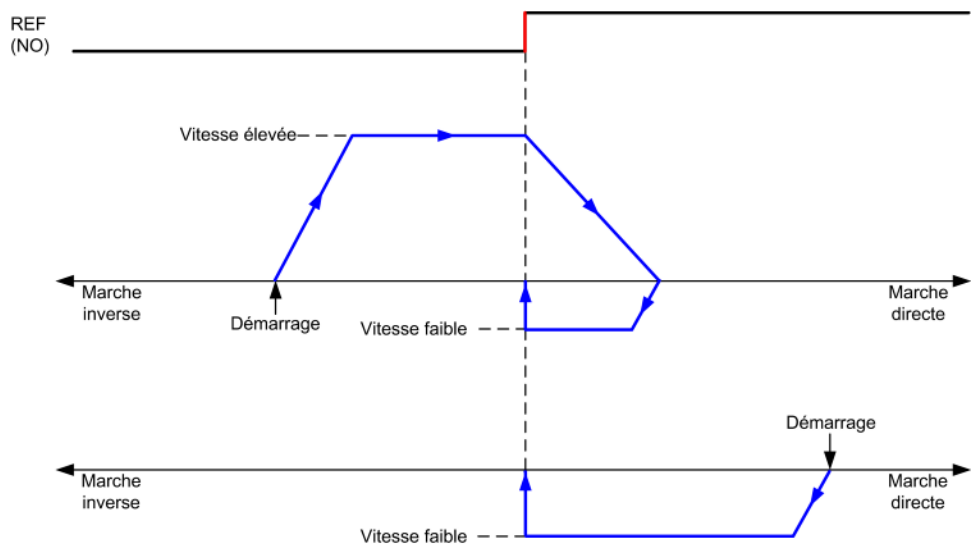 REF
(NO)
Vitesse élevée
Marche
inverse
Démarrage
Vitesse faible
Marche
directe
Démarrage
Marche
inverse
Marche
directe
Vitesse faible